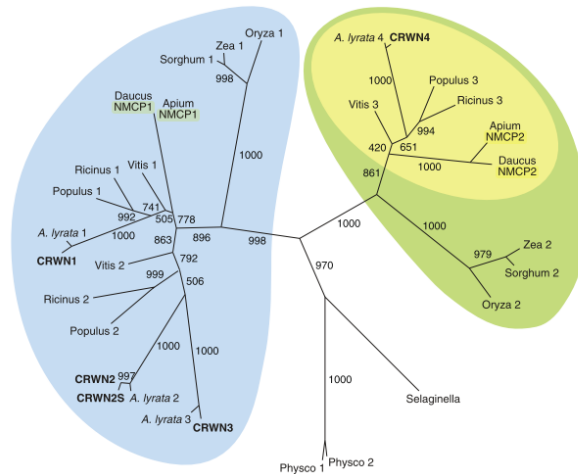 Oryza 1
Zea 1
Sorghum 1
998
Daucus
NMCP1
Apium
NMCP1
1000
Ricinus 1
Vitis 1
Populus 1
741
992
505
778
A. lyrata 1
1000
CRWN1
863
896
998
Vitis 2
792
999
506
Ricinus 2
Populus 2
1000
1000
CRWN2
997
CRWN2S
A. lyrata 2
A. lyrata 3
CRWN3
A. lyrata 4
CRWN4
1000
Populus 3
Vitis 3
994
Ricinus 3
Apium
NMCP2
420
651
Daucus
NMCP2
861
1000
1000
1000
979
Zea 2
Sorghum 2
Oryza 2
970
1000
Selaginella
Physco 1
Physco 2